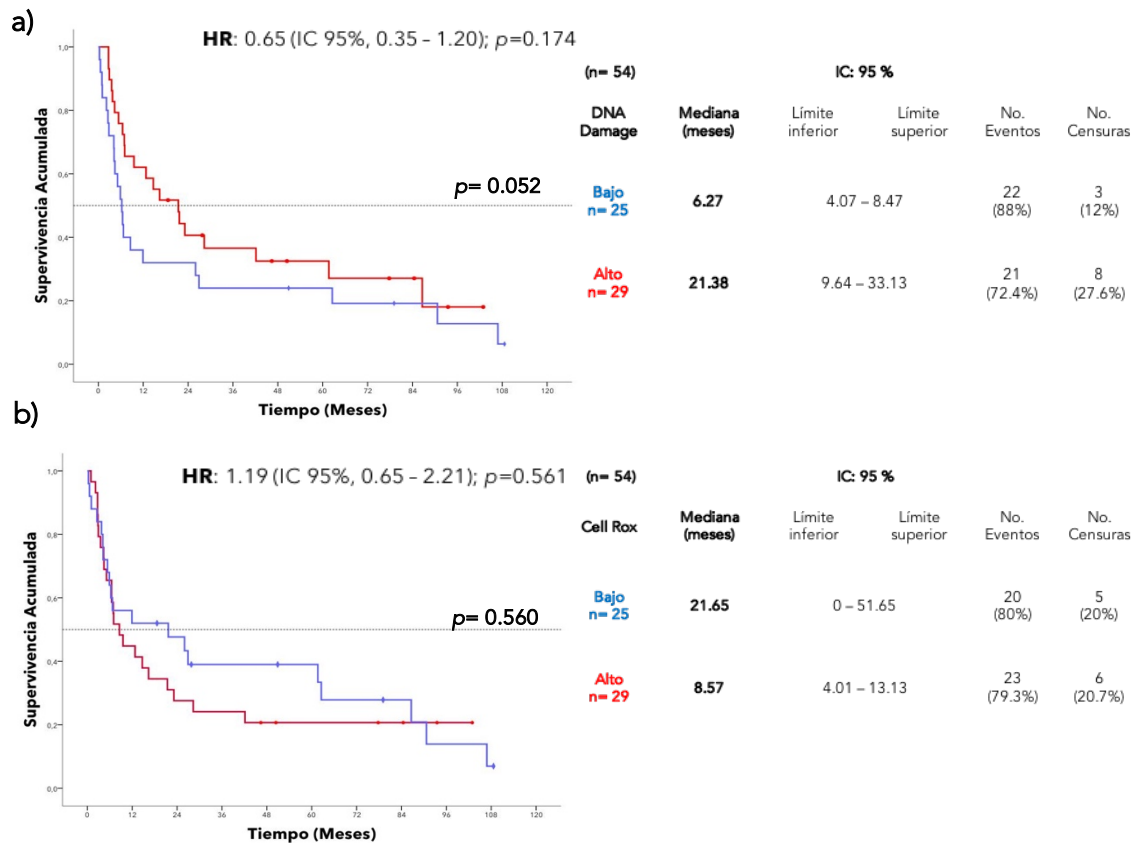 a)
HR: 0.65 (IC 95%, 0.35 – 1.20); p=0.174
1,0
0,8
0,6
0,4
0,2
0,0
Supervivencia Acumulada
p= 0.052
0 12 24 36 48 60 72 84 96 108 120
Tiempo (Meses)
(n= 54) IC: 95 %
DNA Mediana Límite Límite No. No.
Damage (meses) inferior superior Eventos Censuras
Bajo 6.27 4.07 – 8.47 22 3
n= 25 (88%) (12%)
Alto 21.38 9.64 – 33.13 21 8
n= 29 (72.4%) (27.6%)
b)
HR: 1.19 (IC 95%, 0.65 – 2.21); p=0.561
1,0
0,8
0,6
0,4
0,2
0,0
Supervivencia Acumulada
p= 0.560
0 12 24 36 48 60 72 84 96 108 120
Tiempo (Meses)
(n= 54) IC: 95 %
Cell Rox Mediana Límite Límite No. No.
(meses) inferior superior Eventos Censuras
Bajo 21.65 0 – 51.65 20 5
n= 25 (80%) (20%)
Alto 8.57 4.01 – 13.13 23 6
n= 29 (79.3%) (20.7%)